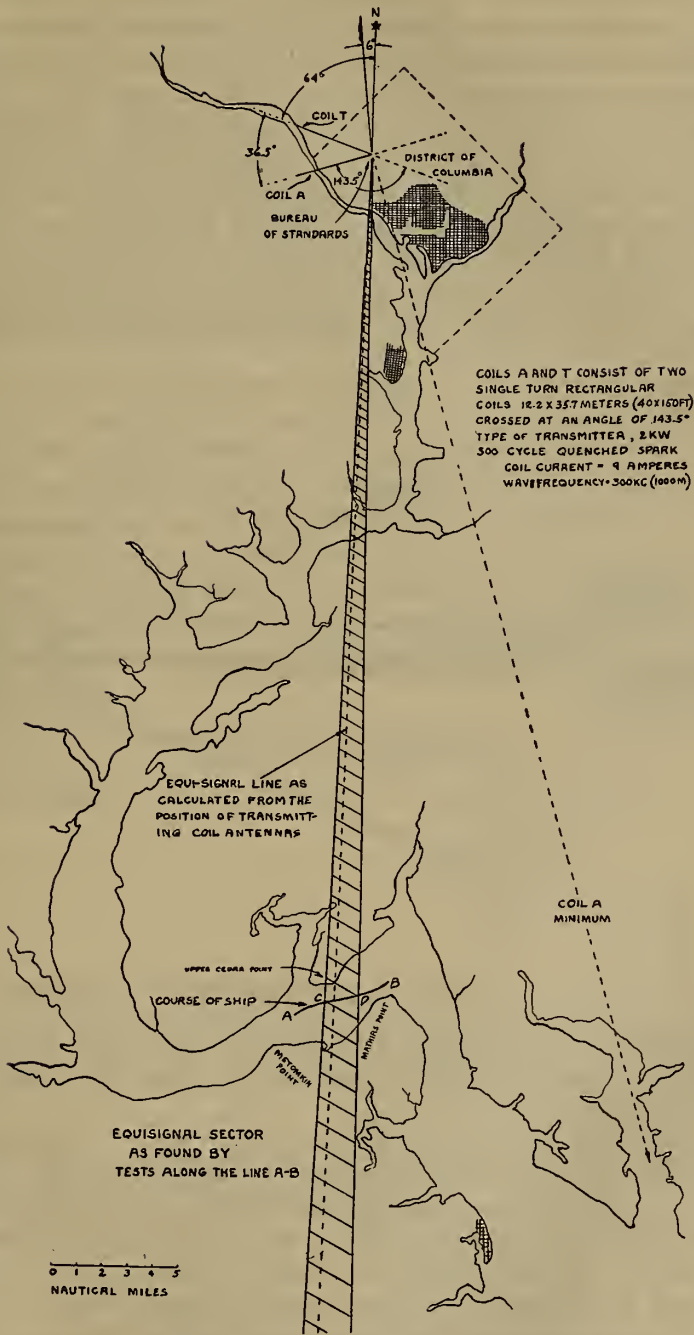 N
6°
64°
COIL T
36.5°
DISTRICT OF
COLUMBIA
143.5°
COIL A
BUREAU
OF STANDARDS
COILS A AND T CONSIST OF TWO
SINGLE TURN RECTANGULAR
COILS 12.2 X 35.7 METERS (40X150FT)
CROSSED AT AN ANGLE OF 143.5°
TYPE OF TRANSMITTER, 2KW
500 CYCLE QUENCHED SPARK
COIL CURRENT = 9 AMPERES
WAVEFREQUENCY=300KC (1000M)
EQUI-SIGNAL LINE AS
CALCULATED FROM THE
POSITION OF TRANSMITT-
ING COIL ANTENNAS
COIL A
MINIMUM
UPPER CEDAR POINT
COURSE OF SHIP
A
C
D
B
MATHIAS POINT
METOMKIN
POINT
EQUISIGNAL SECTOR
AS FOUND BY
TESTS ALONG THE LINE A-B
0 1 2 3 4 5
NAUTICAL MILES